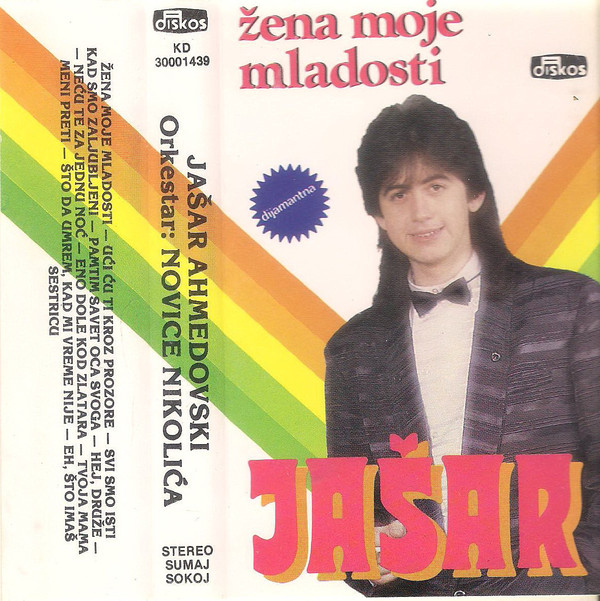 ŽENA MOJE MLADOSTI – UĆI ĆU TI KROZ PROZORE – SVI SMO ISTI
KAD SMO ZALJUBLJENI – PAMTIM SAVET OCA SVOGA – HEJ, DRUŽE –
– NEĆU TE ZA JEDNU NOĆ – ENO DOLE KOD ZLATARA – TVOJA MAMA
MENI PRETI – ŠTO DA UMREM, KAD MI VREME NIJE – EH, ŠTO IMAŠ
SESTRICU
diskos
KD
30001439
JAŠAR AHMEDOVSKI
Orkestar: NOVICE NIKOLIĆA
STEREO
SUMAJ
SOKOJ
žena moje
mladosti
diskos
dijamantna
JAŠAR